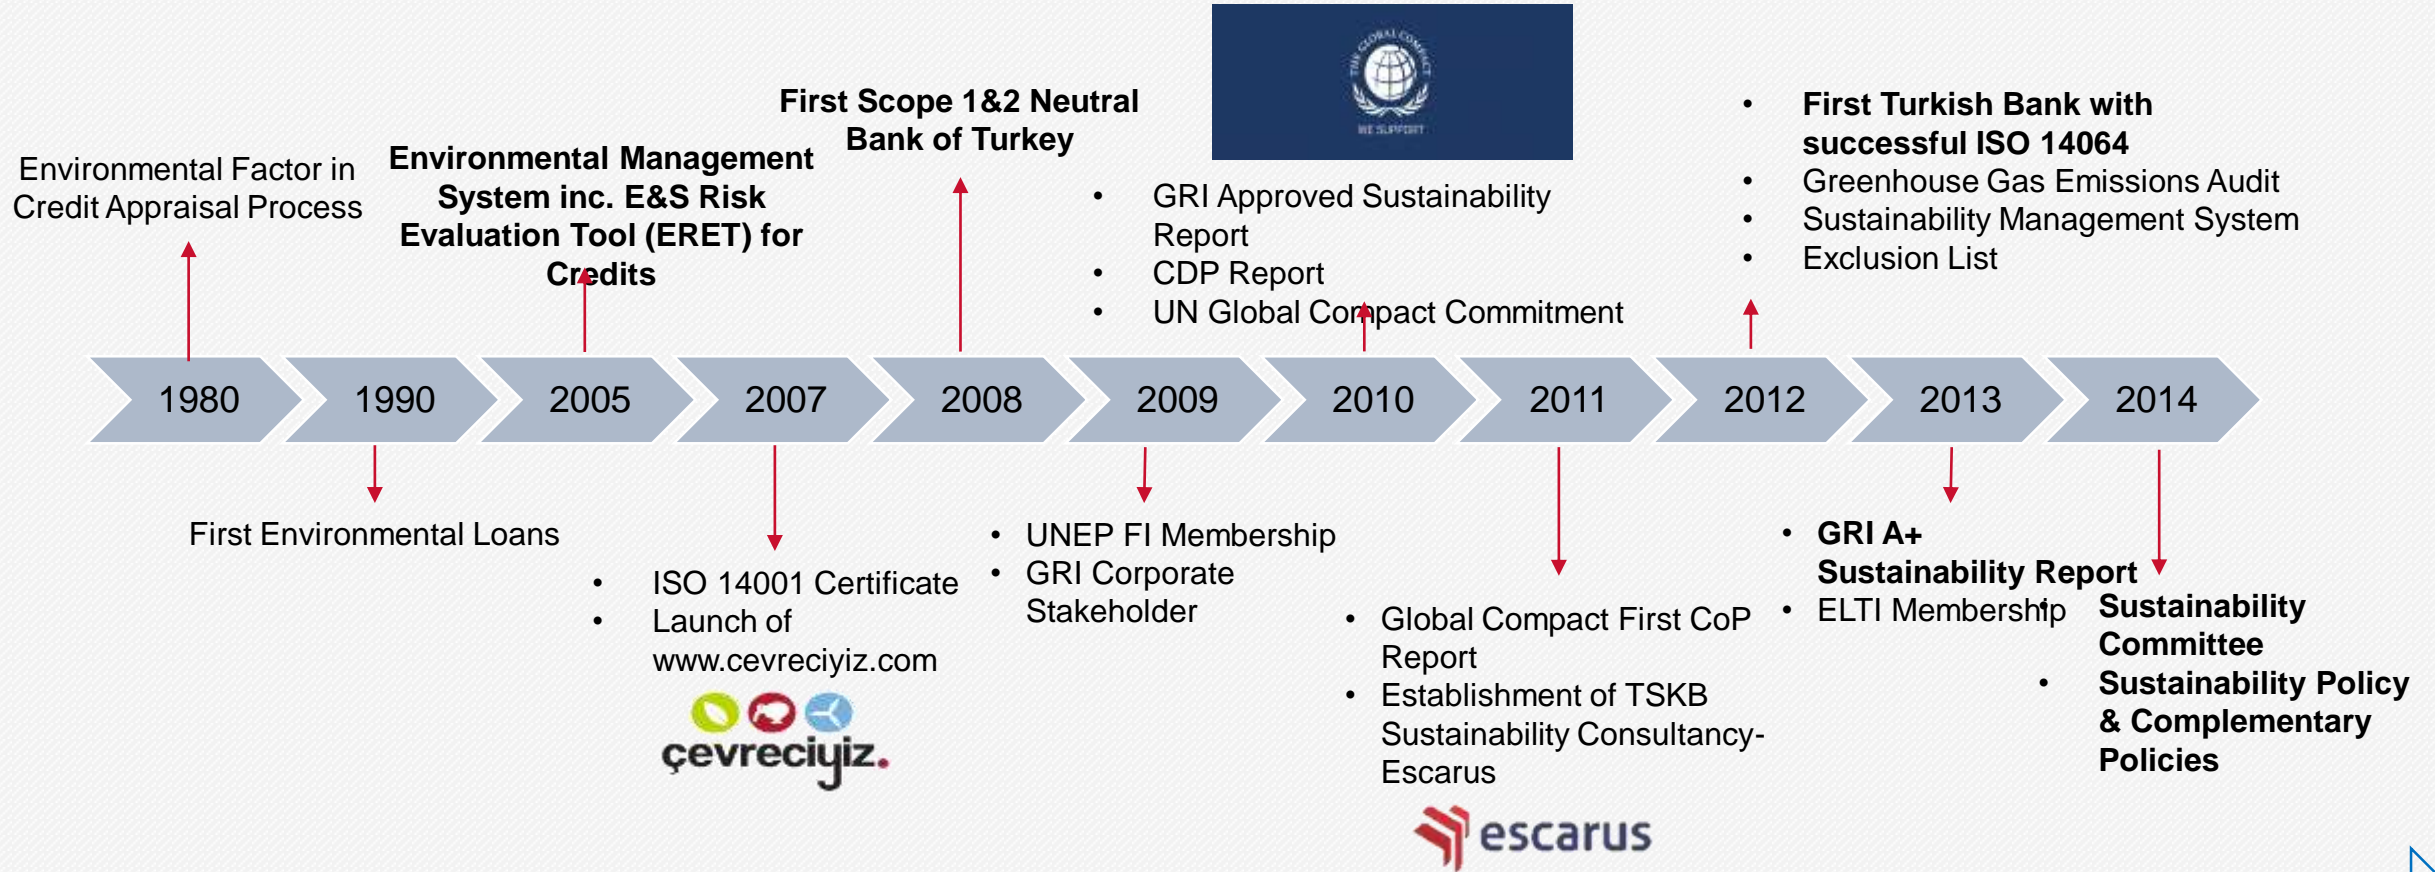 THE GLOBAL COMPACT
WE SUPPORT
Environmental Factor in
Credit Appraisal Process
Environmental Management
System inc. E&S Risk
Evaluation Tool (ERET) for
Credits
First Scope 1&2 Neutral
Bank of Turkey
• GRI Approved Sustainability
Report
• CDP Report
• UN Global Compact Commitment
• First Turkish Bank with
successful ISO 14064
• Greenhouse Gas Emissions Audit
• Sustainability Management System
• Exclusion List
1980
1990
2005
2007
2008
2009
2010
2011
2012
2013
2014
First Environmental Loans
• ISO 14001 Certificate
• Launch of
www.cevreciyiz.com
çevreciyiz.
• UNEP FI Membership
• GRI Corporate
Stakeholder
• Global Compact First CoP
Report
• Establishment of TSKB
Sustainability Consultancy-
Escarus
escarus
• GRI A+
Sustainability Report
• ELTI Membership
• Sustainability
Committee
• Sustainability Policy
& Complementary
Policies